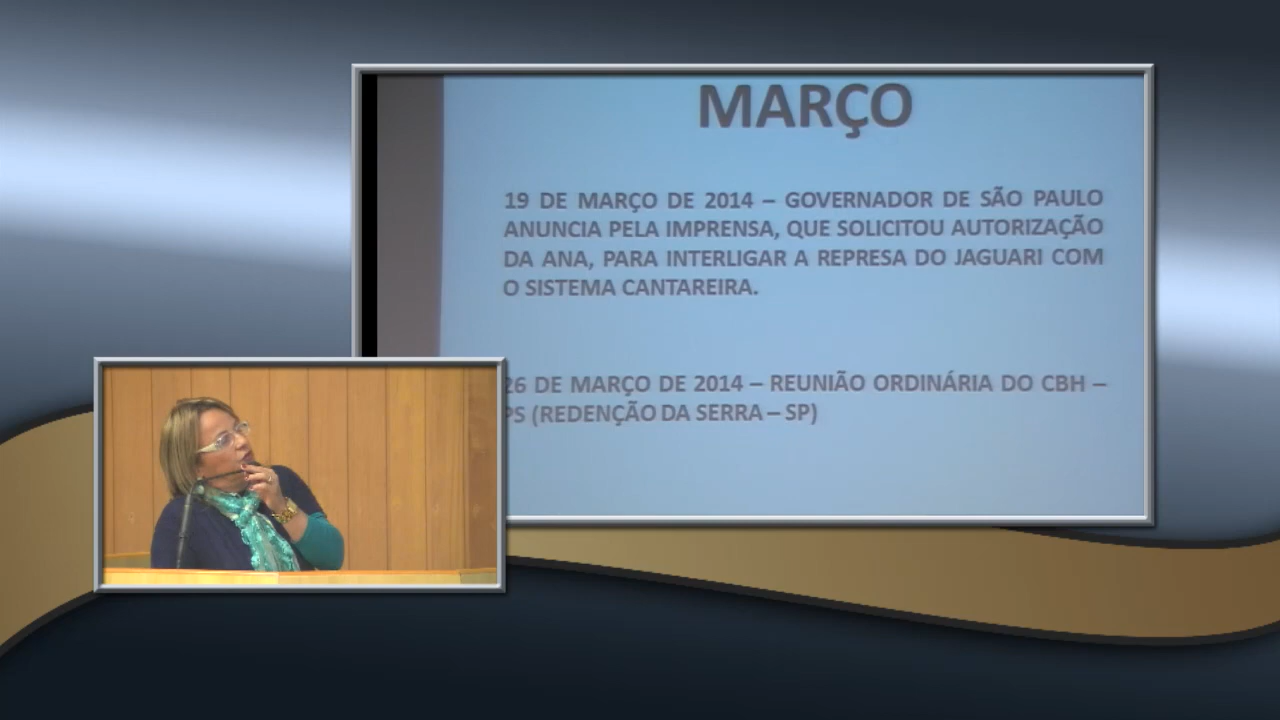 MARÇO
19 DE MARÇO DE 2014 – GOVERNADOR DE SÃO PAULO
ANUNCIA PELA IMPRENSA, QUE SOLICITOU AUTORIZAÇÃO
DA ANA, PARA INTERLIGAR A REPRESA DO JAGUARI COM
O SISTEMA CANTAREIRA.
26 DE MARÇO DE 2014 – REUNIÃO ORDINÁRIA DO CBH –
PS (REDENÇÃO DA SERRA – SP)